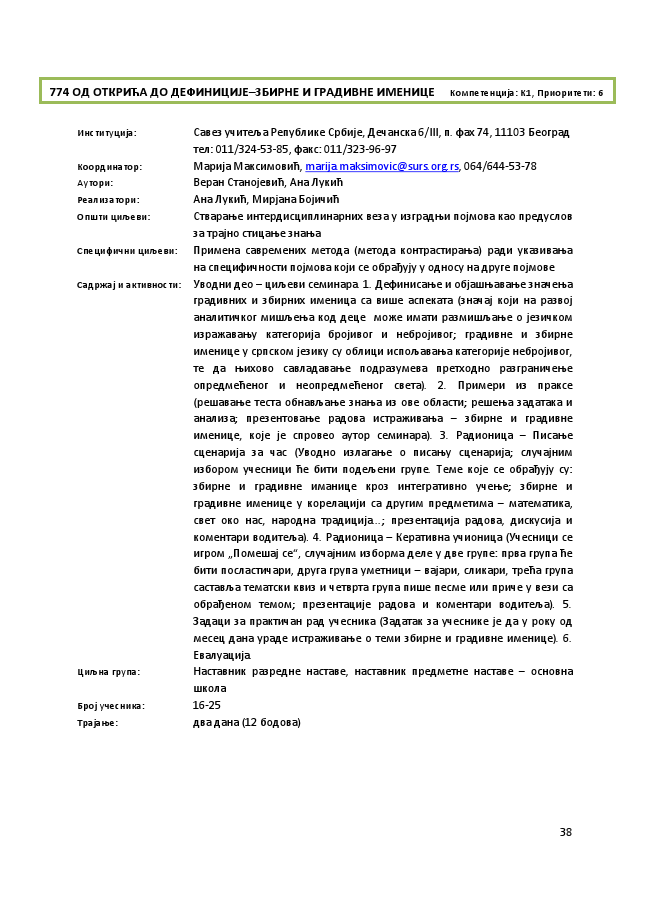 774 ОД ОТКРИЋА ДО ДЕФИНИЦИЈЕ–ЗБИРНЕ И ГРАДИВНЕ ИМЕНИЦЕ Компетенција: К1, Приоритети: 6
Институција: Савез учитеља Републике Србије, Дечанска 6/III, п. фах 74, 11103 Београд
тел: 011/324-53-85, факс: 011/323-96-97
Координатор: Марија Максимовић, marija.maksimovic@surs.org.rs, 064/644-53-78
Аутори: Веран Станојевић, Ана Лукић
Реализатори: Ана Лукић, Мирјана Бојичић
Општи циљеви: Стварање интердисциплинарних веза у изградњи појмова као предуслов
за трајно стицање знања
Специфични циљеви: Примена савремених метода (метода контрастирања) ради указивања
на специфичности појмова који се обрађују у односу на друге појмове
Садржај и активности: Уводни део – циљеви семинара. 1. Дефинисање и објашњавање значења
градивних и збирних именица са више аспеката (значај који на развој
аналитичког мишљења код деце може имати размишљање о језичком
изражавању категорија бројивог и небројивог; градивне и збирне
именице у српском језику су облици испољавања категорије небројивог,
те да њихово савладавање подразумева претходно разграничење
опредмећеног и неопредмећеног света). 2. Примери из праксе
(решавање теста обнављање знања из ове области; решења задатака и
анализа; презентовање радова истраживања – збирне и градивне
именице, које је спровео аутор семинара). 3. Радионица – Писање
сценарија за час (Уводно излагање о писању сценарија; случајним
избором учесници ће бити подељени групе. Теме које се обрађују су:
збирне и градивне иманице кроз интегративно учење; збирне и
градивне именице у корелацији са другим предметима – математика,
свет око нас, народна традиција...; презентација радова, дискусија и
коментари водитеља). 4. Радионица – Керативна учионица (Учесници се
игром „Помешај се“, случајним изборма деле у две групе: прва група ће
бити посластичари, друга група уметници – вајари, сликари, трећа група
саставља тематски квиз и четврта група пише песме или приче у вези са
обрађеном темом; презентације радова и коментари водитеља). 5.
Задаци за практичан рад учесника (Задатак за учеснике је да у року од
месец дана ураде истраживање о теми збирне и градивне именице). 6.
Евалуација.
Циљна група: Наставник разредне наставе, наставник предметне наставе – основна
школа
Број учесника: 16-25
Трајање: два дана (12 бодова)
38